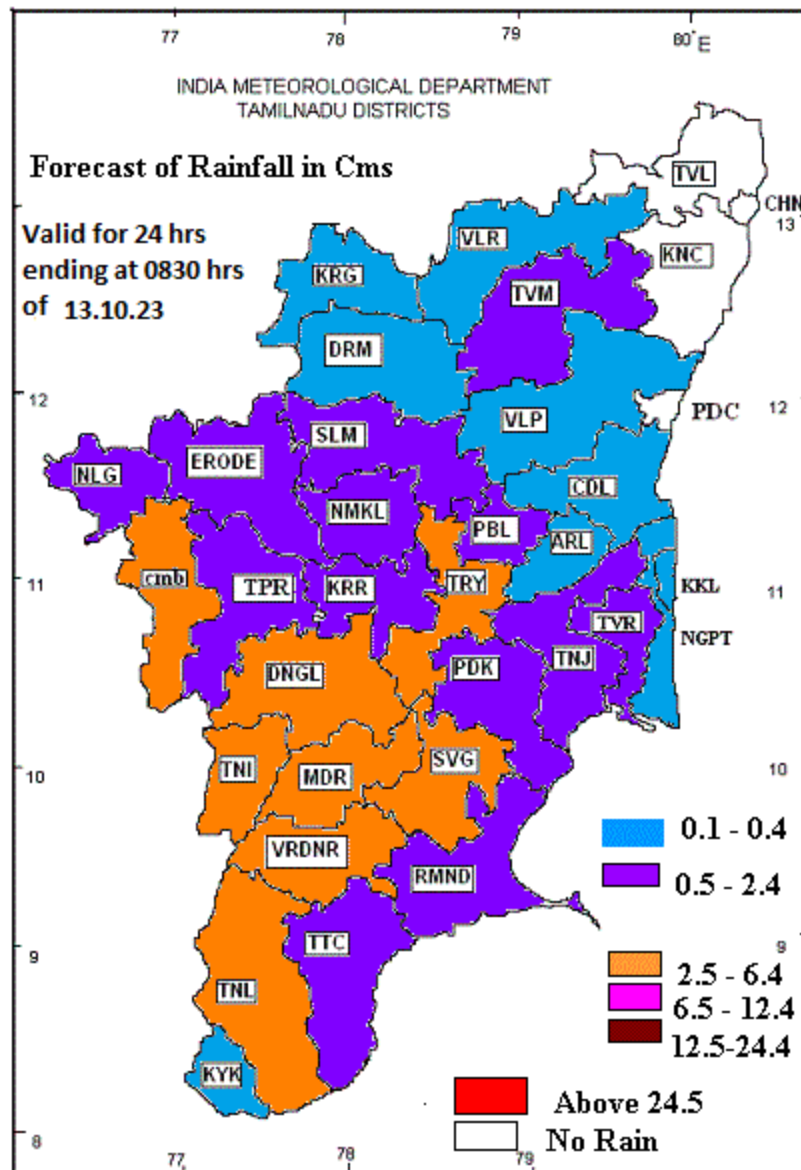 77 78 79 80° E
INDIA METEOROLOGICAL DEPARTMENT
TAMILNADU DISTRICTS
Forecast of Rainfall in Cms
TVL
CHN
13
Valid for 24 hrs
ending at 0830 hrs
of 13.10.23
VLR
KNC
KRG
TVM
DRM
12
VLP
PDC
12
SLM
ERODE
NLG
CDL
NMKL
PBL
ARL
11
cmb
TPR
KRR
TRY
KKL
11
TVR
NGPT
DNGL
PDK
TNJ
10
TNI
MDR
SVG
10
VRDNR
RMND
0.1 - 0.4
0.5 - 2.4
9
TTC
9
TNL
2.5 - 6.4
6.5 - 12.4
12.5-24.4
KYK
Above 24.5
8
No Rain
77 78 79